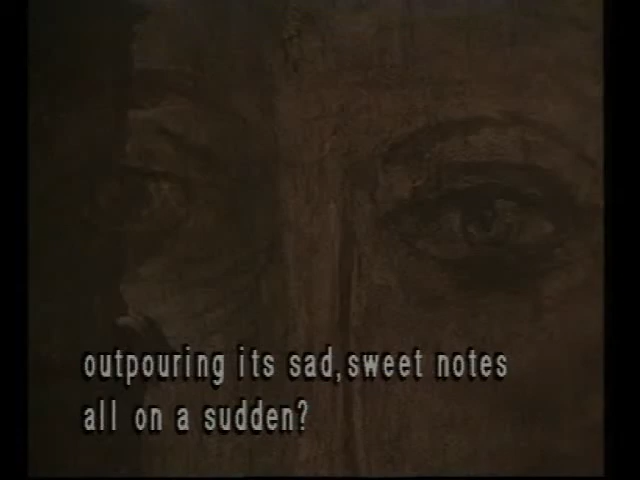 outpouring its sad,sweet notes
all on a sudden?